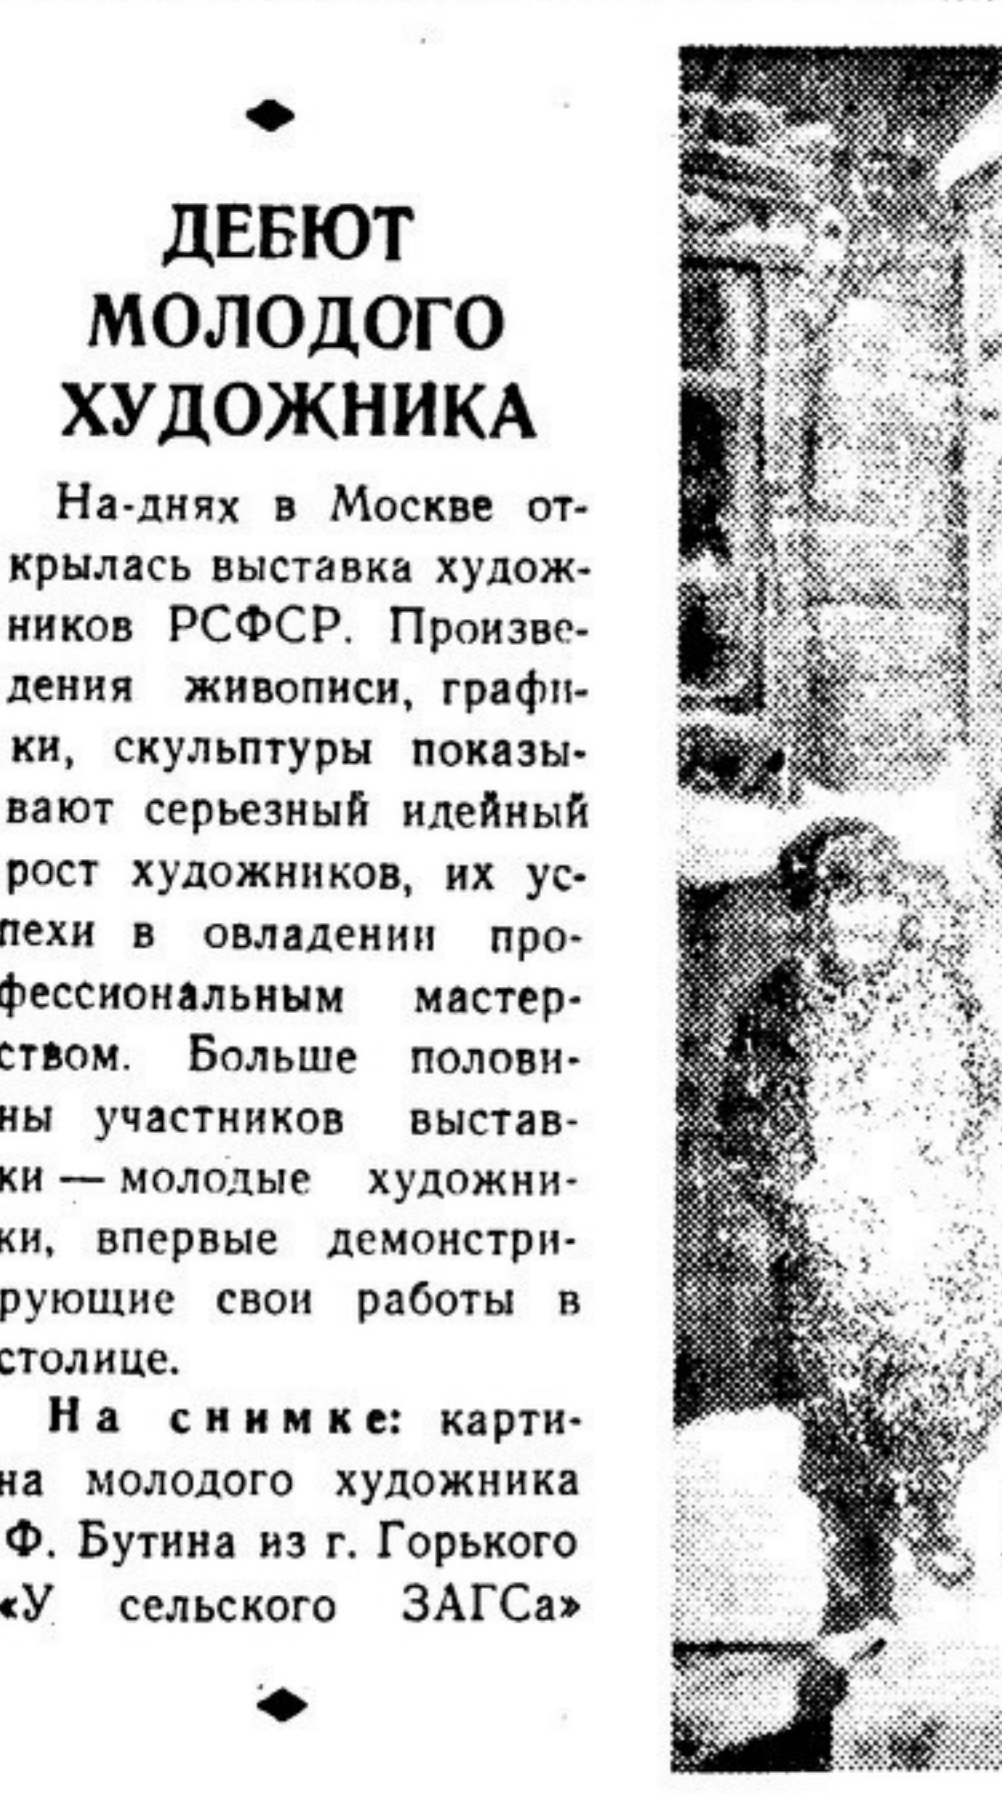 ДЕБЮТ
МОЛОДОГО
ХУДОЖНИКА
На-днях в Москве от-
крылась выставка худож-
ников РСФСР. Произве-
дения живописи, графи-
ки, скульптуры показы-
вают серьезный идейный
рост художников, их ус-
пехи в овладении про-
фессиональным мастер-
ством. Больше полови-
ны участников выстав-
ки — молодые художни-
ки, впервые демонстри-
рующие свои работы в
столице.
На снимке: карти-
на молодого художника
Ф. Бутина из г. Горького
«У сельского ЗАГСа»